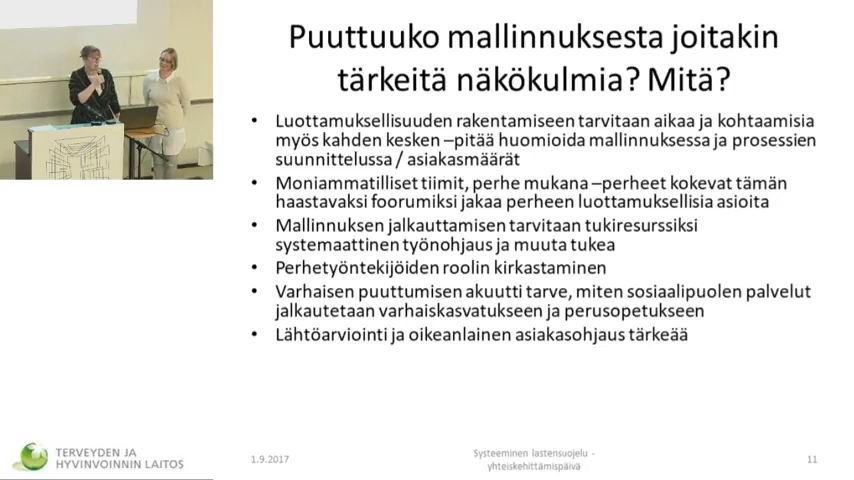 Puuttuuko mallinnuksesta joitakin
tärkeitä näkökulmia? Mitä?
• Luottamuksellisuuden rakentamiseen tarvitaan aikaa ja kohtaamisia
myös kahden kesken –pitää huomioida mallinnuksessa ja prosessien
suunnittelussa / asiakasmäärät
• Moniammatilliset tiimit, perhe mukana –perheet kokevat tämän
haastavaksi foorumiksi jakaa perheen luottamuksellisia asioita
• Mallinnuksen jalkauttamisen tarvitaan tukiresurssiksi
systemaattinen työnohjaus ja muuta tukea
• Perhetyöntekijöiden roolin kirkastaminen
• Varhaisen puuttumisen akuutti tarve, miten sosiaalipuolen palvelut
jalkautetaan varhaiskasvatukseen ja perusopetukseen
• Lähtöarviointi ja oikeanlainen asiakasohjaus tärkeää
TERVEYDEN JA
HYVINVOINNIN LAITOS
1.9.2017
Systeeminen lastensuojelu -
yhteiskehittämispäivä
11